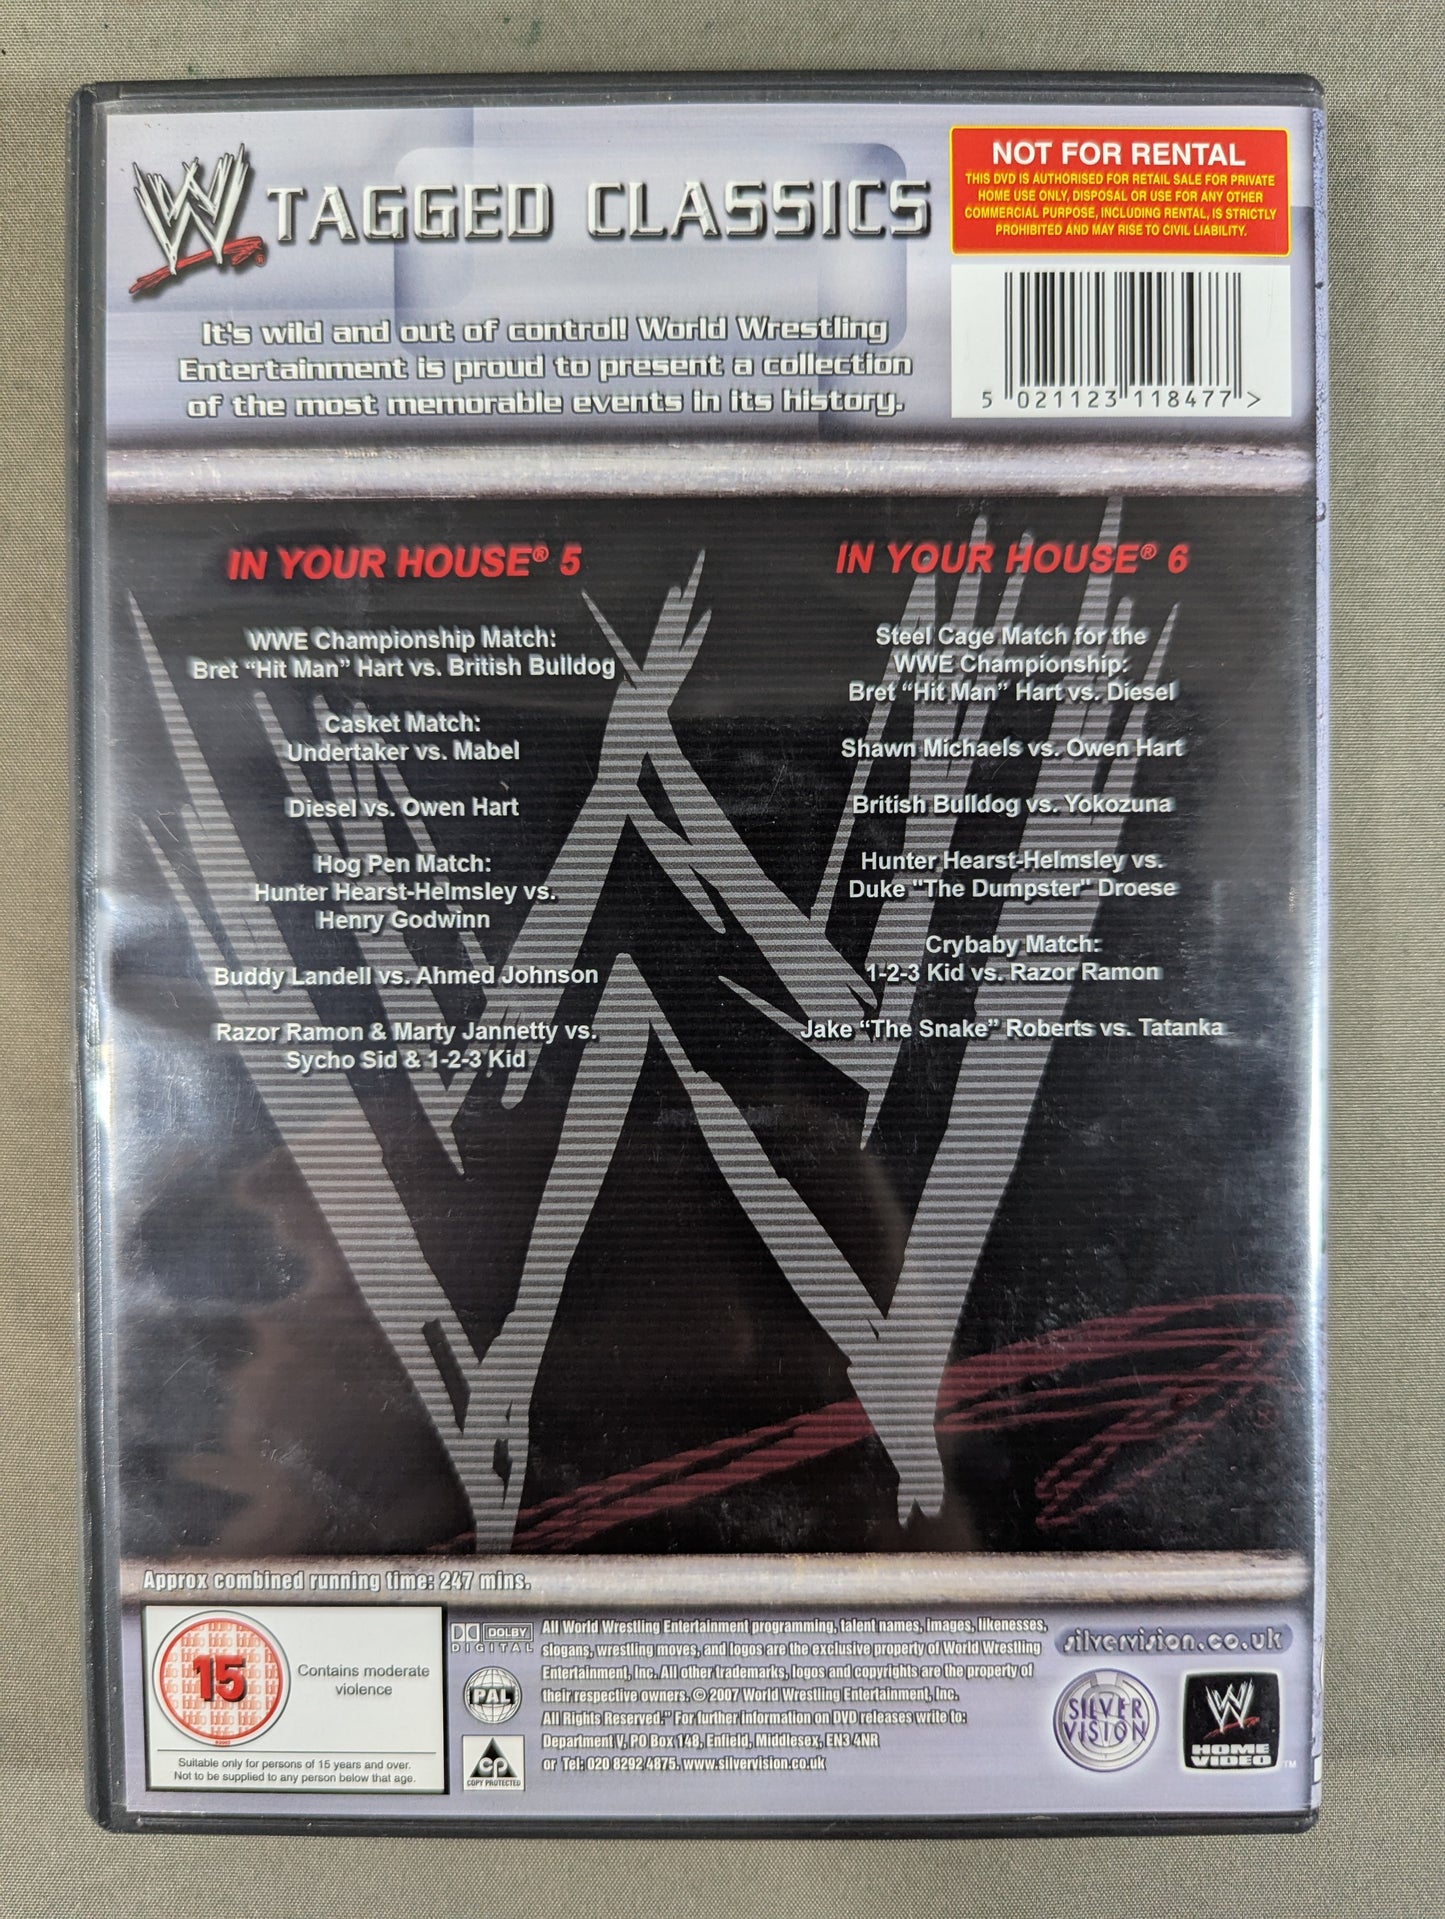 W TAGGED CLASSICS
®
NOT FOR RENTAL
THIS DVD IS AUTHORISED FOR RETAIL SALE FOR PRIVATE
HOME USE ONLY, DISPOSAL OR USE FOR ANY OTHER
COMMERCIAL PURPOSE, INCLUDING RENTAL, IS STRICTLY
PROHIBITED AND MAY RISE TO CIVIL LIABILITY.
It's wild and out of control! World Wrestling
Entertainment is proud to present a collection
of the most memorable events in its history.
5 021123 118477 >
IN YOUR HOUSE® 5
WWE Championship Match:
Bret “Hit Man” Hart vs. British Bulldog
Casket Match:
Undertaker vs. Mabel
Diesel vs. Owen Hart
Hog Pen Match:
Hunter Hearst-Helmsley vs.
Henry Godwinn
Buddy Landell vs. Ahmed Johnson
Razor Ramon & Marty Jannetty vs.
Sycho Sid & 1-2-3 Kid
IN YOUR HOUSE® 6
Steel Cage Match for the
WWE Championship:
Bret “Hit Man” Hart vs. Diesel
Shawn Michaels vs. Owen Hart
British Bulldog vs. Yokozuna
Hunter Hearst-Helmsley vs.
Duke "The Dumpster" Droese
Crybaby Match:
1-2-3 Kid vs. Razor Ramon
Jake “The Snake” Roberts vs. Tatanka
®
Approx combined running time: 247 mins.
15
Contains moderate
violence
Suitable only for persons of 15 years and over.
Not to be supplied to any person below that age.
DOLBY
DIGITAL
PAL
cp
COPY PROTECTED
All World Wrestling Entertainment programming, talent names, images, likenesses,
slogans, wrestling moves, and logos are the exclusive property of World Wrestling
Entertainment, Inc. All other trademarks, logos and copyrights are the property of
their respective owners. © 2007 World Wrestling Entertainment, Inc.
All Rights Reserved." For further information on DVD releases write to:
Department V, PO Box 148, Enfield, Middlesex, EN3 4NR
or Tel: 020 8292 4875. www.silvervision.co.uk
silvervision.co.uk
SILVER
VISION
W
HOME
VIDEO
TM